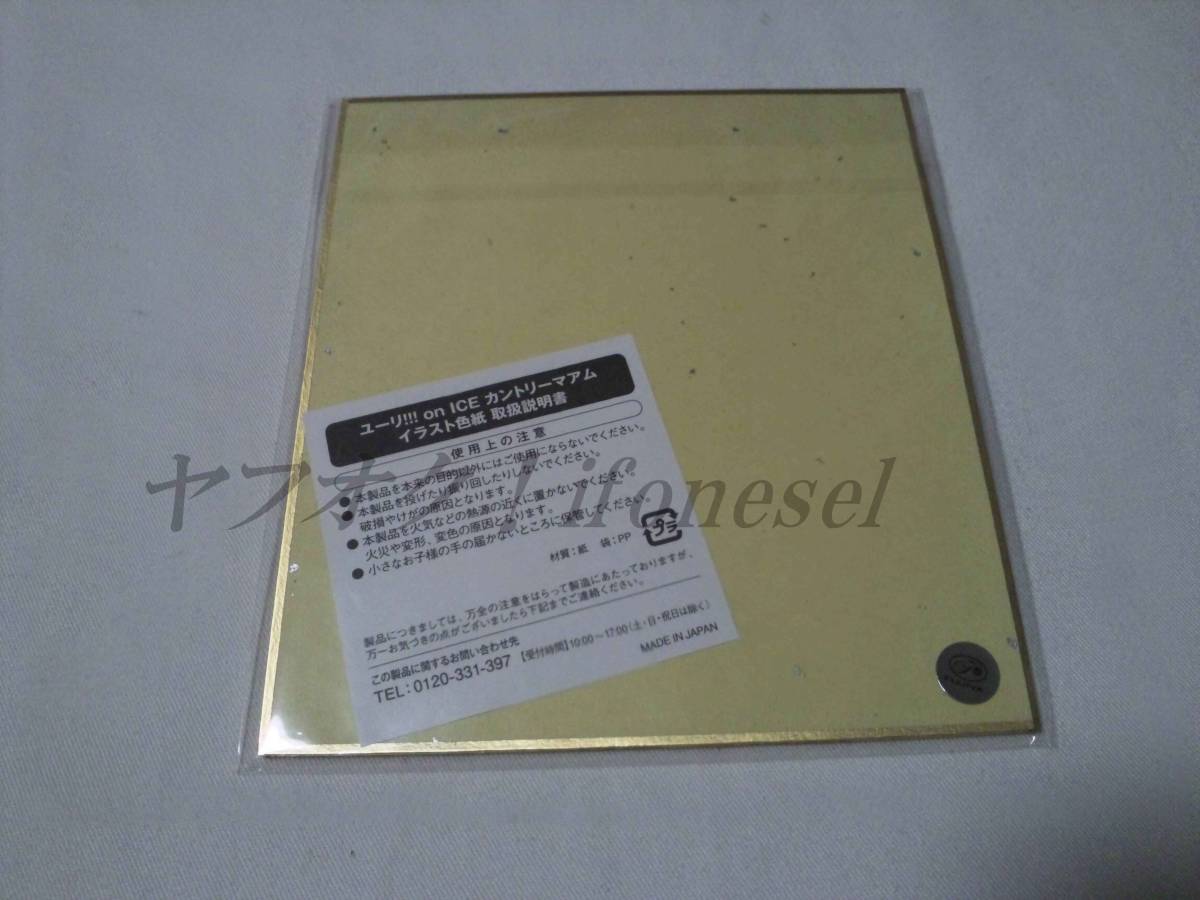 ユーリ!!! on ICE カントリーマアム
イラスト色紙 取扱説明書
使用上の注意
● 本製品を本来の目的以外にはご使用にならないでください。
● 本製品を投げたり振り回したりしないでください。
破損やけがの原因となります。
● 本製品を火気などの熱源の近くに置かないでください。
火災や変形、変色の原因となります。
● 小さなお子様の手の届かないところに保管してください。
プラ
材質：紙 袋：PP
製品につきましては、万全の注意をはらって製造にあたっておりますが、
万一お気づきの点がございましたら下記までご連絡ください。
この製品に関するお問い合わせ先
TEL：0120-331-397 【受付時間】10:00～17:00（土・日・祝日は除く）
MADE IN JAPAN
ヤフオク！lifonesel